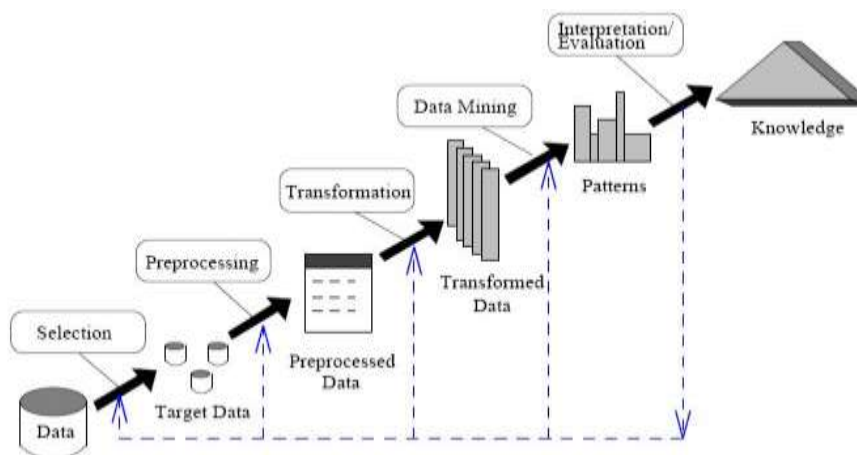 Interpretation/
Evaluation
Data Mining
Knowledge
Transformation
Patterns
Preprocessing
Transformed
Data
Selection
Preprocessed
Data
Target Data
Data